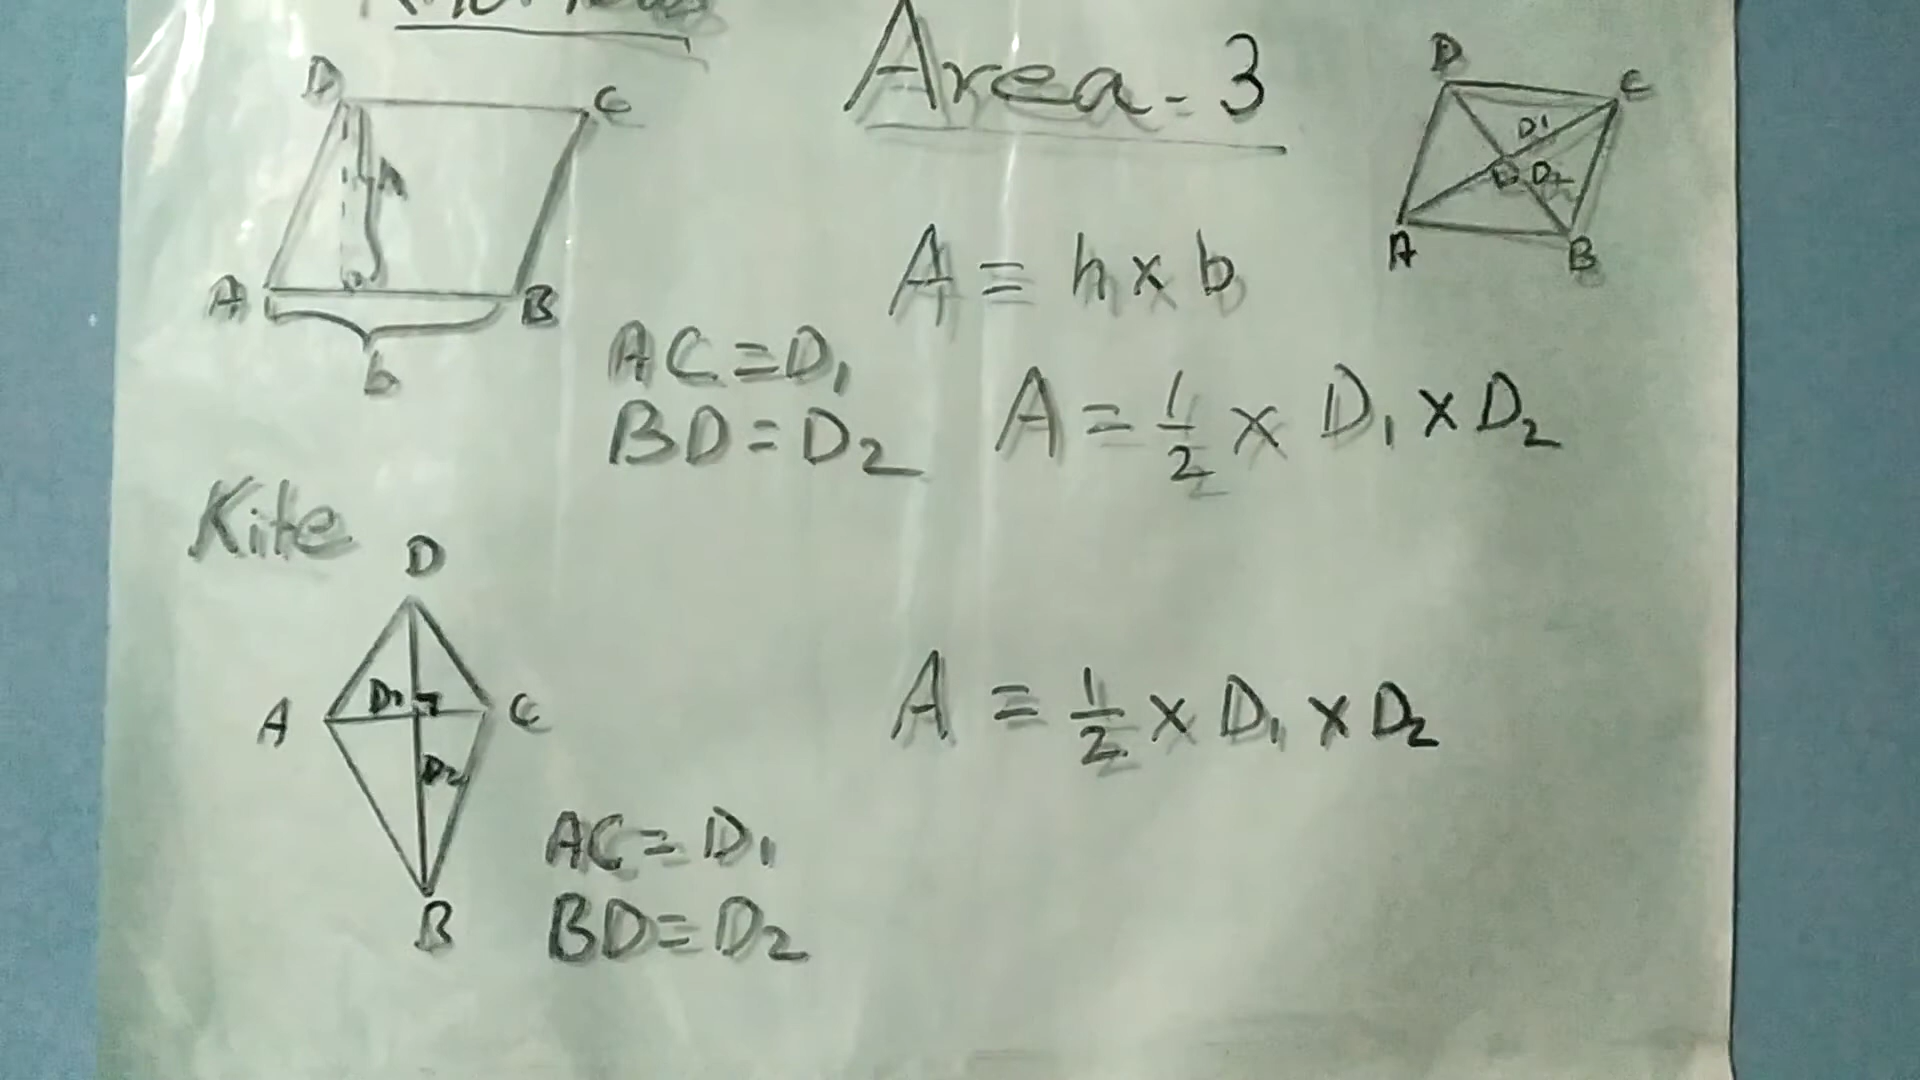 Area - 3
D
C
h
A
B
b
D
C
D1
D2
A
B
A = h x b
AC = D1
BD = D2
A = 1/2 x D1 x D2
Kite
D
A
D1
C
D2
B
A = 1/2 x D1 x D2
AC = D1
BD = D2